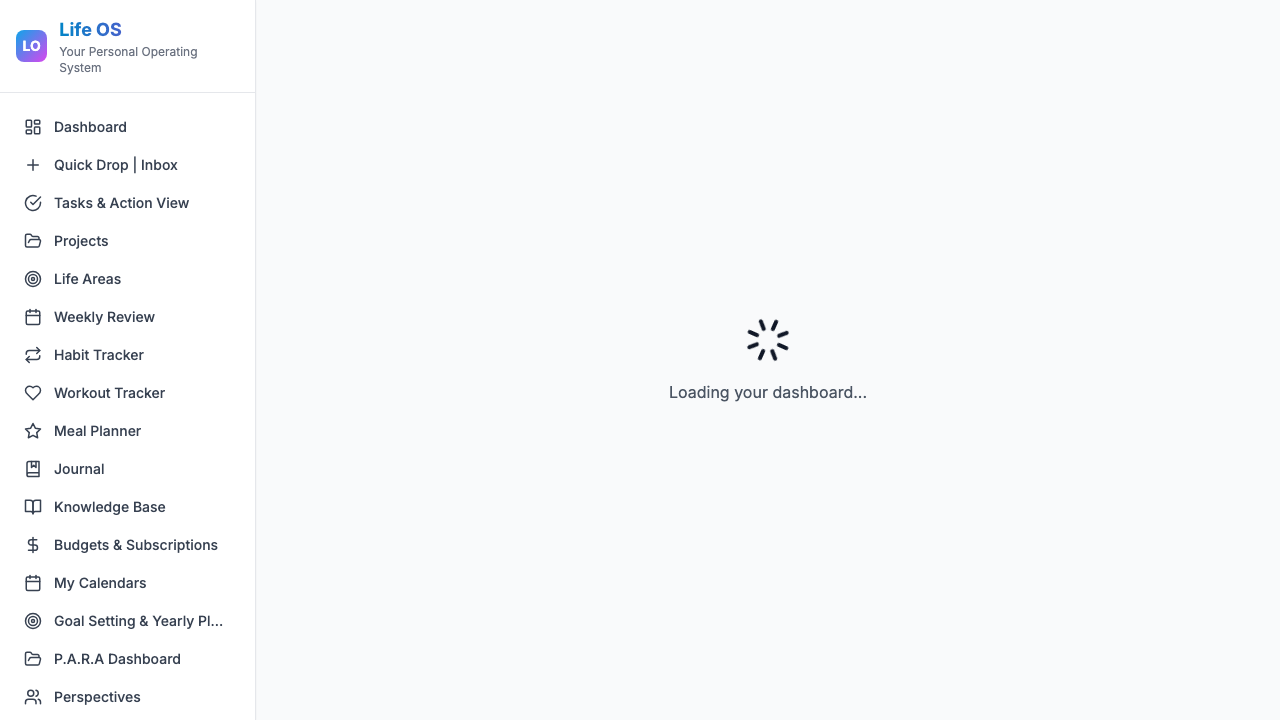 LO
Life OS
Your Personal Operating
System
Dashboard
Quick Drop | Inbox
Tasks & Action View
Projects
Life Areas
Weekly Review
Habit Tracker
Workout Tracker
Meal Planner
Journal
Knowledge Base
Budgets & Subscriptions
My Calendars
Goal Setting & Yearly Pl...
P.A.R.A Dashboard
Perspectives
Loading your dashboard...